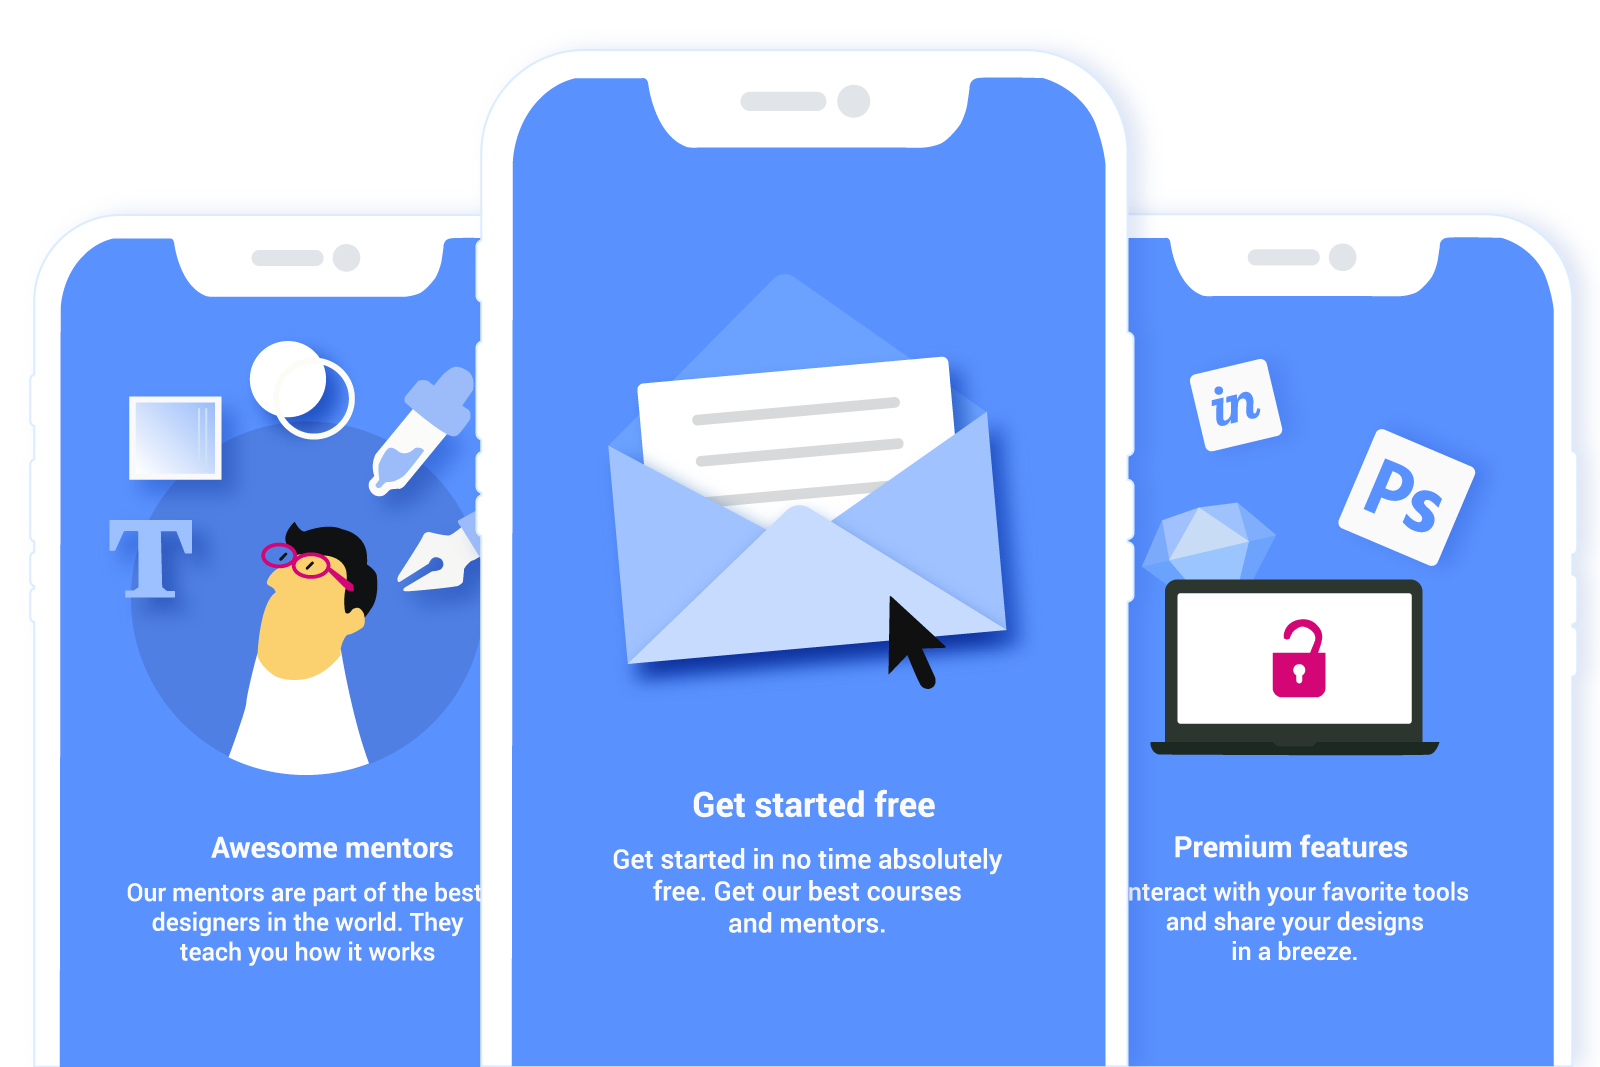 T
Awesome mentors
Our mentors are part of the best
designers in the world. They
teach you how it works
Get started free
Get started in no time absolutely
free. Get our best courses
and mentors.
in
Ps
Premium features
nteract with your favorite tools
and share your designs
in a breeze.